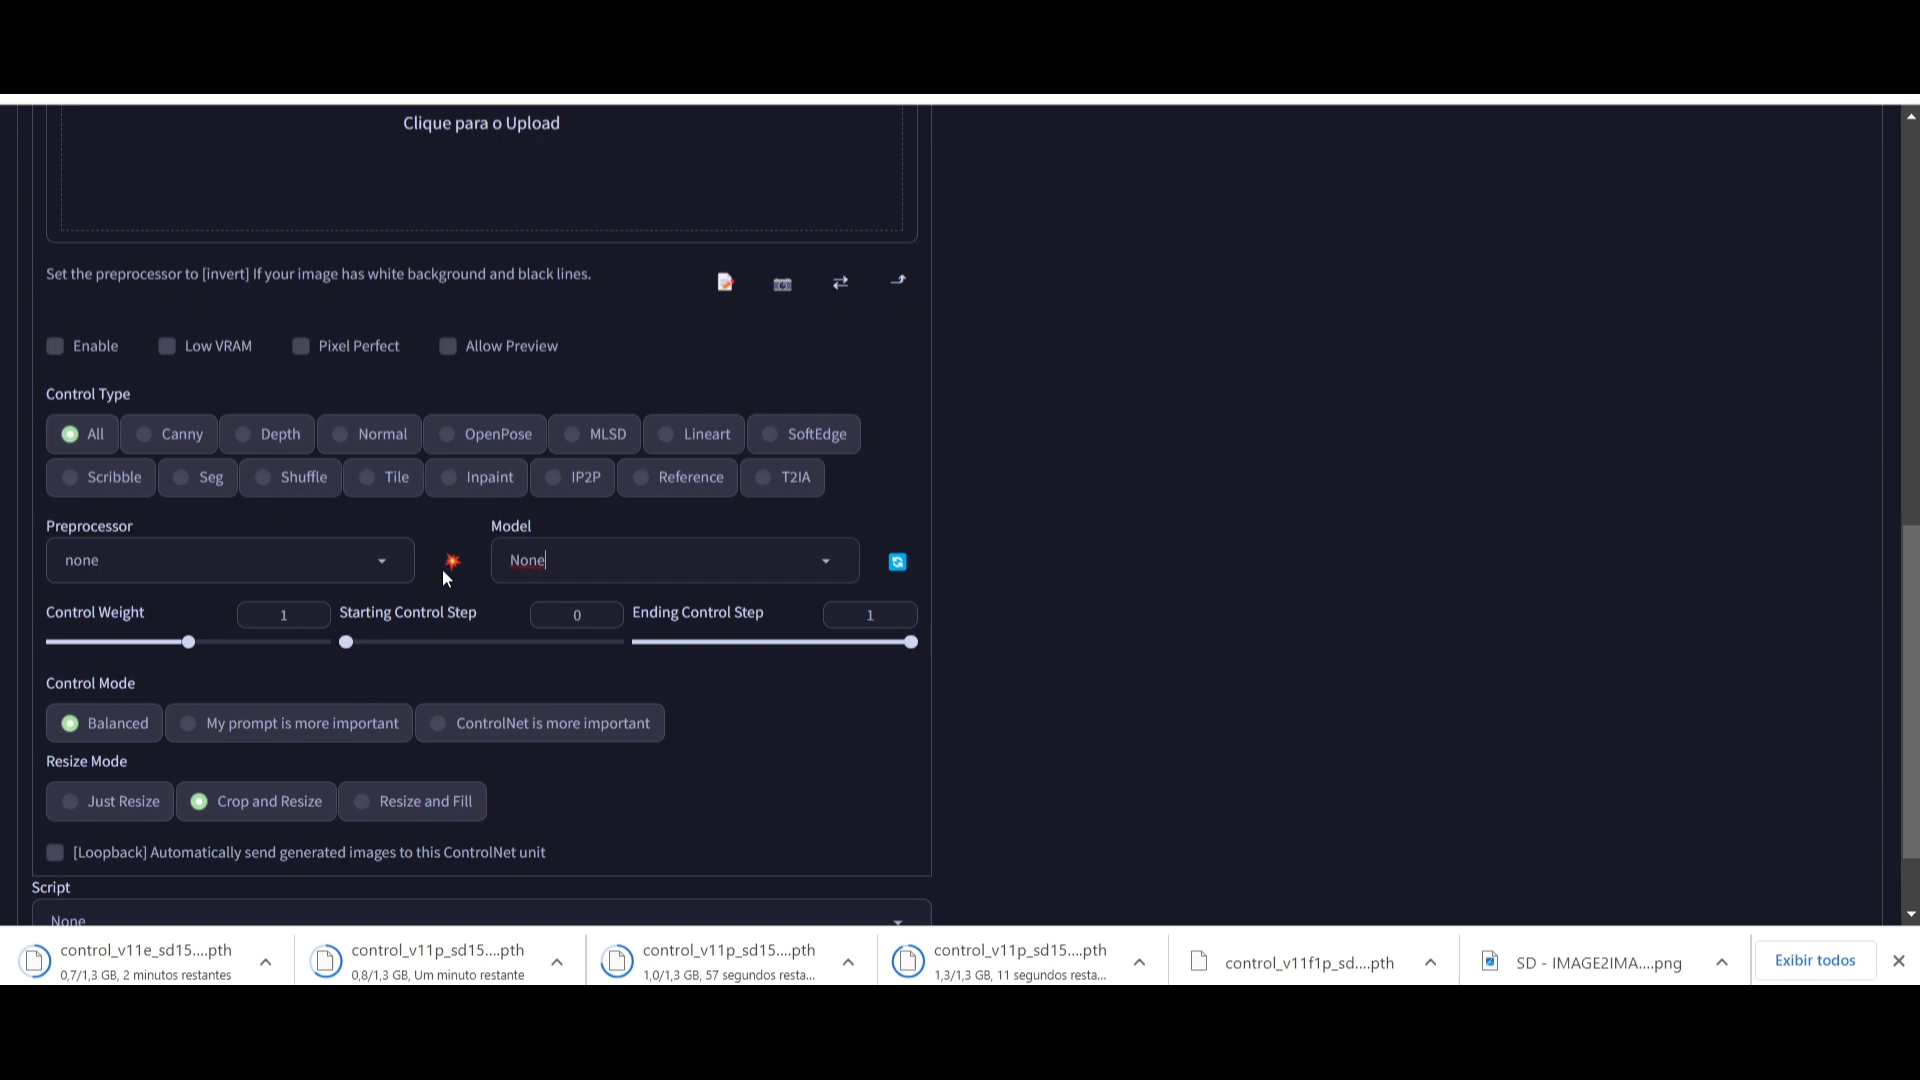 Clique para o Upload
Set the preprocessor to [invert] If your image has white background and black lines.
Enable Low VRAM Pixel Perfect Allow Preview
Control Type
All Canny Depth Normal OpenPose MLSD Lineart SoftEdge
Scribble Seg Shuffle Tile Inpaint IP2P Reference T2IA
Preprocessor Model
none None
Control Weight 1 Starting Control Step 0 Ending Control Step 1
Control Mode
Balanced My prompt is more important ControlNet is more important
Resize Mode
Just Resize Crop and Resize Resize and Fill
[Loopback] Automatically send generated images to this ControlNet unit
Script
None
control_v11e_sd15....pth control_v11p_sd15....pth control_v11p_sd15....pth control_v11p_sd15....pth control_v11f1p_sd....pth SD - IMAGE2IMA....png Exibir todos
0,7/1,3 GB, 2 minutos restantes 0,8/1,3 GB, Um minuto restante 1,0/1,3 GB, 57 segundos resta... 1,3/1,3 GB, 11 segundos resta...